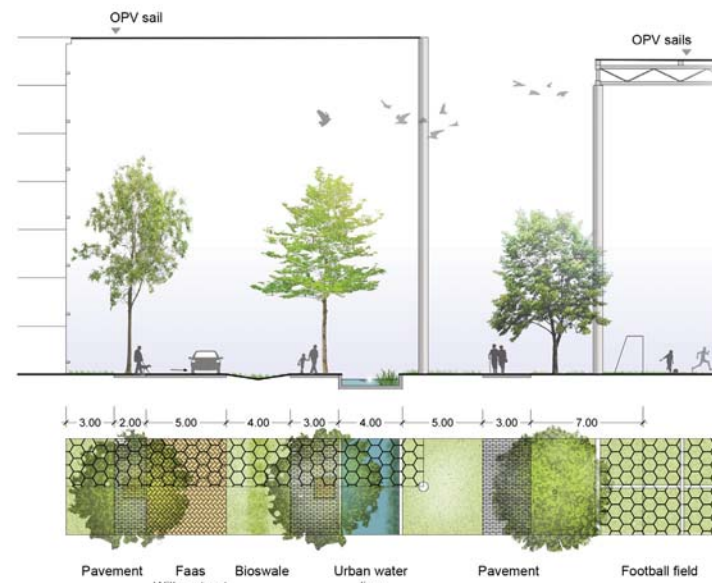 OPV sail
OPV sails
3.00 2.00 5.00 4.00 3.00 4.00 5.00 3.00 7.00
Pavement Faas Bioswale Urban water Pavement Football field